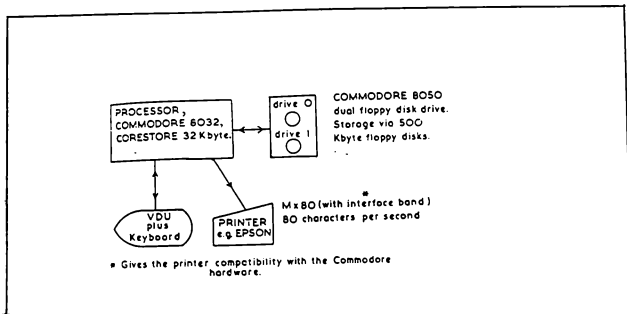 PROCESSOR,
COMMODORE 8032,
CORESTORE 32 Kbyte.
drive 0
drive 1
COMMODORE 8050
dual floppy disk drive.
Storage via 500
Kbyte floppy disks.
VDU
plus
Keyboard
PRINTER
e.g. EPSON
*
Mx80 (with interface band)
80 characters per second
* Gives the printer compatibility with the Commodore
hardware.